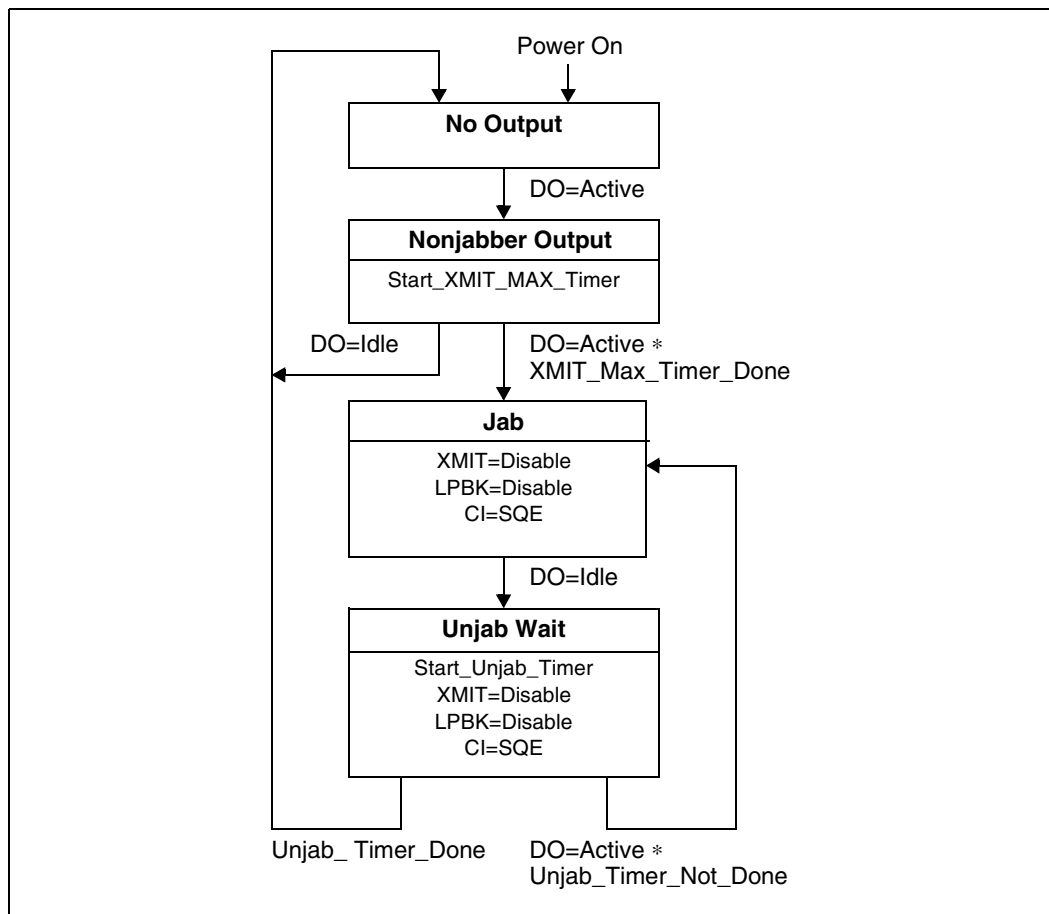 Power On
No Output
DO=Active
Nonjabber Output
Start_XMIT_MAX_Timer
DO=Idle
DO=Active *
XMIT_Max_Timer_Done
Jab
XMIT=Disable
LPBK=Disable
CI=SQE
DO=Idle
Unjab Wait
Start_Unjab_Timer
XMIT=Disable
LPBK=Disable
CI=SQE
Unjab_ Timer_Done
DO=Active *
Unjab_Timer_Not_Done